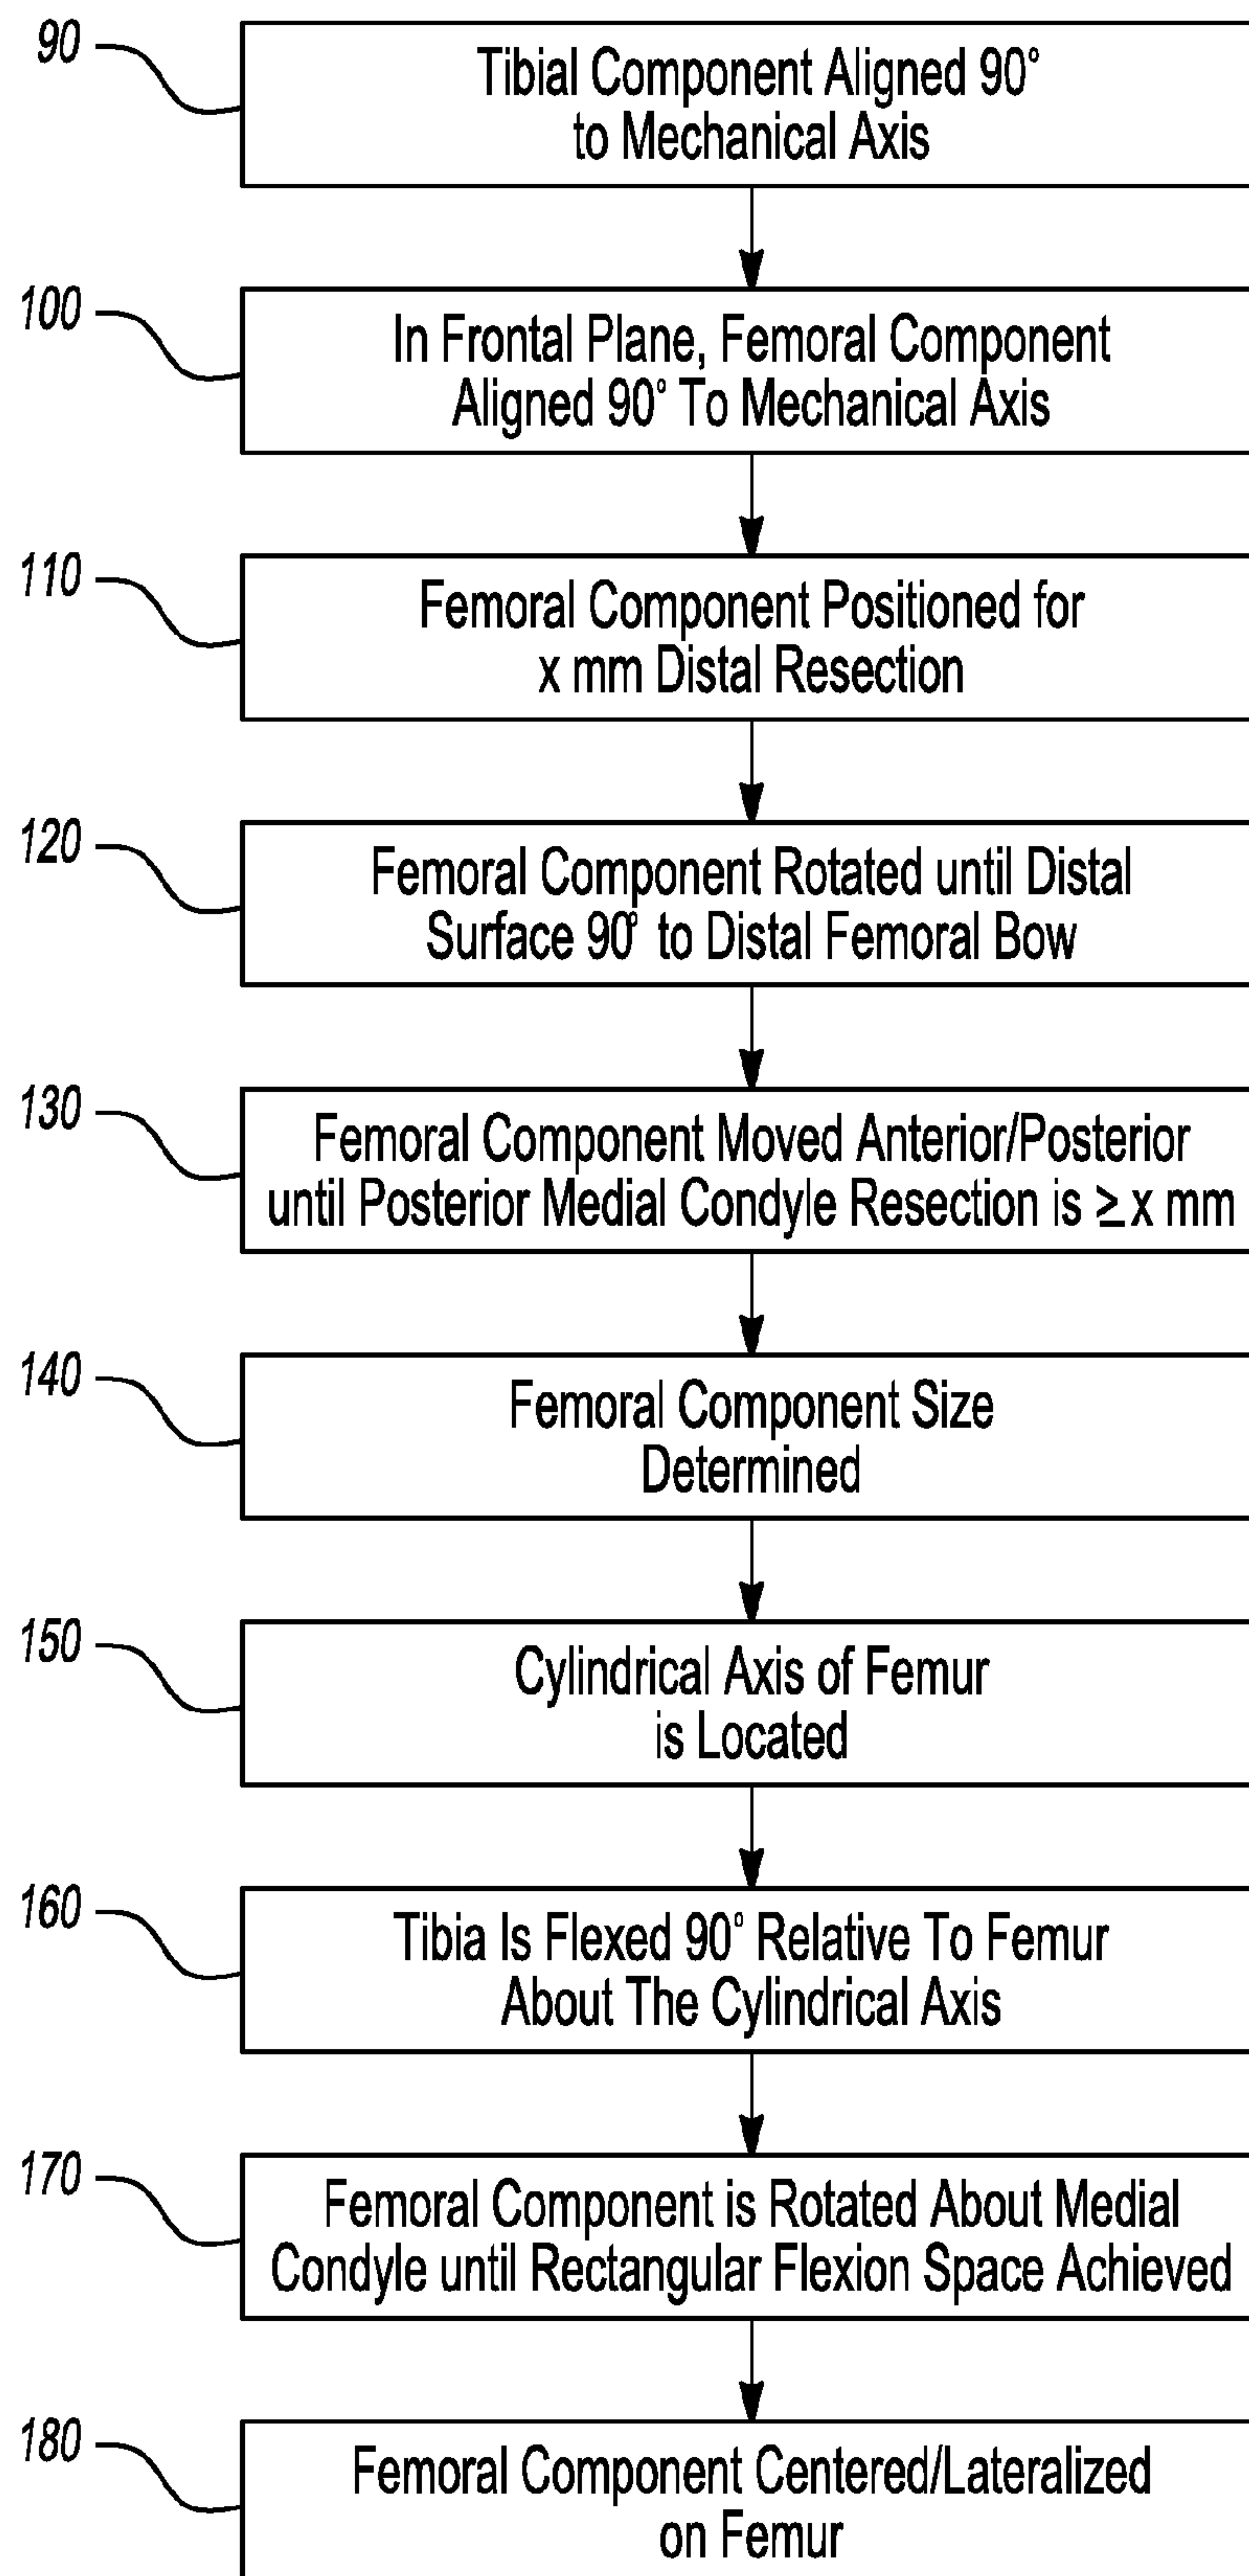 90
Tibial Component Aligned 90°
to Mechanical Axis
100
In Frontal Plane, Femoral Component
Aligned 90° To Mechanical Axis
110
Femoral Component Positioned for
x mm Distal Resection
120
Femoral Component Rotated until Distal
Surface 90° to Distal Femoral Bow
130
Femoral Component Moved Anterior/Posterior
until Posterior Medial Condyle Resection is ≥ x mm
140
Femoral Component Size
Determined
150
Cylindrical Axis of Femur
is Located
160
Tibia Is Flexed 90° Relative To Femur
About The Cylindrical Axis
170
Femoral Component is Rotated About Medial
Condyle until Rectangular Flexion Space Achieved
180
Femoral Component Centered/Lateralized
on Femur